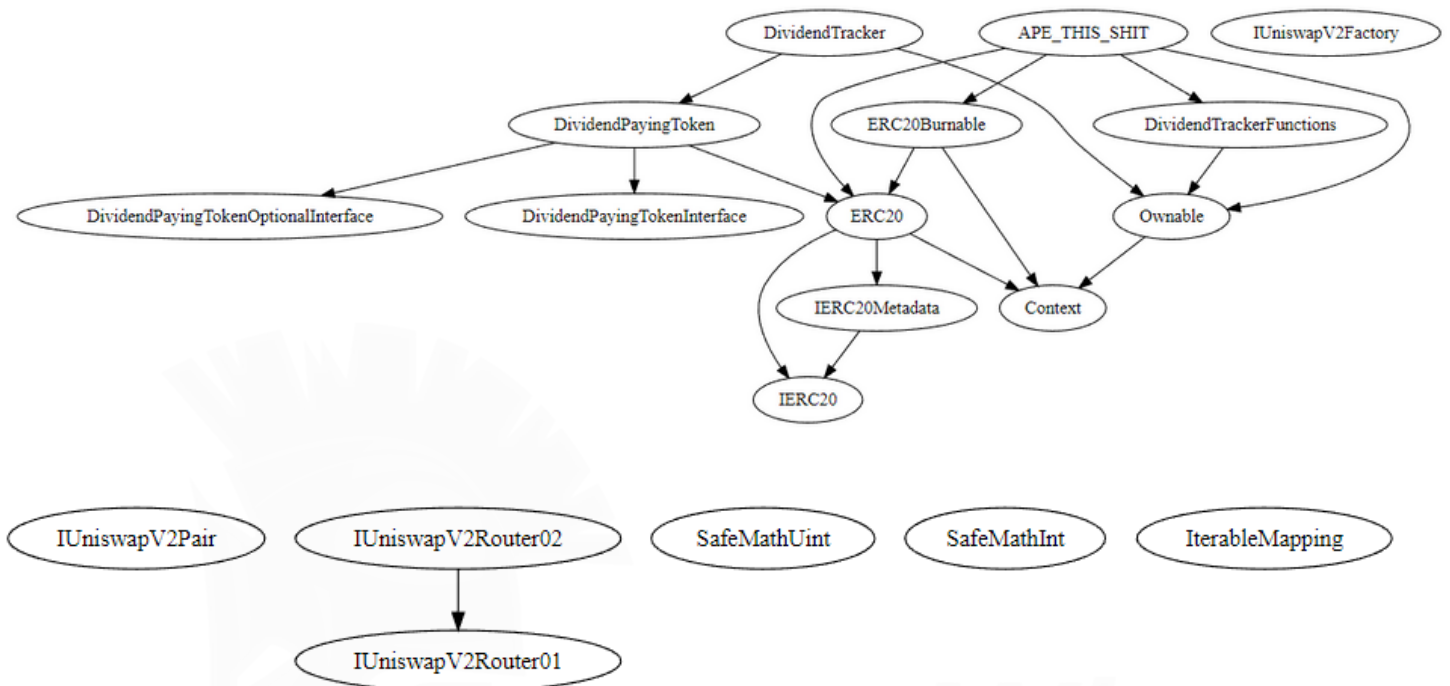 DividendTracker
APE_THIS_SHIT
IUniswapV2Factory
DividendPayingToken
ERC20Burnable
DividendTrackerFunctions
DividendPayingTokenOptionalInterface
DividendPayingTokenInterface
ERC20
Ownable
IERC20Metadata
Context
IERC20
IUniswapV2Pair
IUniswapV2Router02
SafeMathUint
SafeMathInt
IterableMapping
IUniswapV2Router01